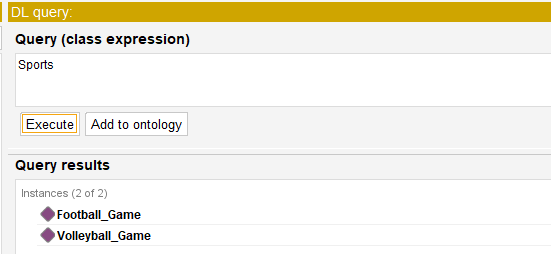 DL query:
Query (class expression)
Sports
Execute Add to ontology
Query results
Instances (2 of 2)
Football_Game
Volleyball_Game